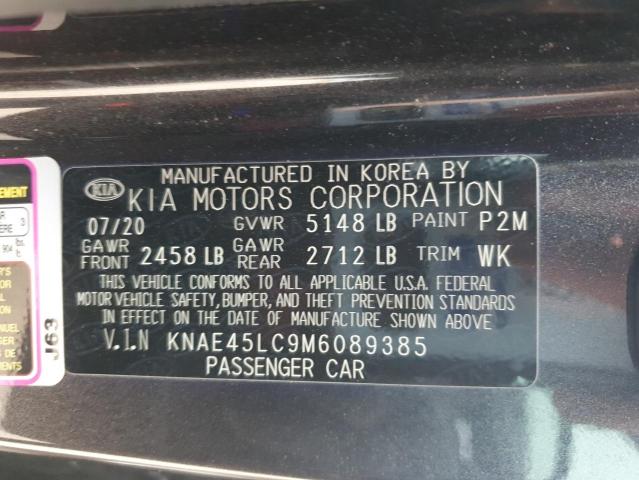 MANUFACTURED IN KOREA BY
KIA KIA MOTORS CORPORATION
07/20 GVWR 5148 LB PAINT P2M
GAWR FRONT 2458 LB GAWR REAR 2712 LB TRIM WK
THIS VEHICLE CONFORMS TO ALL APPLICABLE U.S.A. FEDERAL
MOTOR VEHICLE SAFETY, BUMPER, AND THEFT PREVENTION STANDARDS
IN EFFECT ON THE DATE OF MANUFACTURE SHOWN ABOVE
V.I.N KNAE45LC9M6089385
PASSENGER CAR
J63